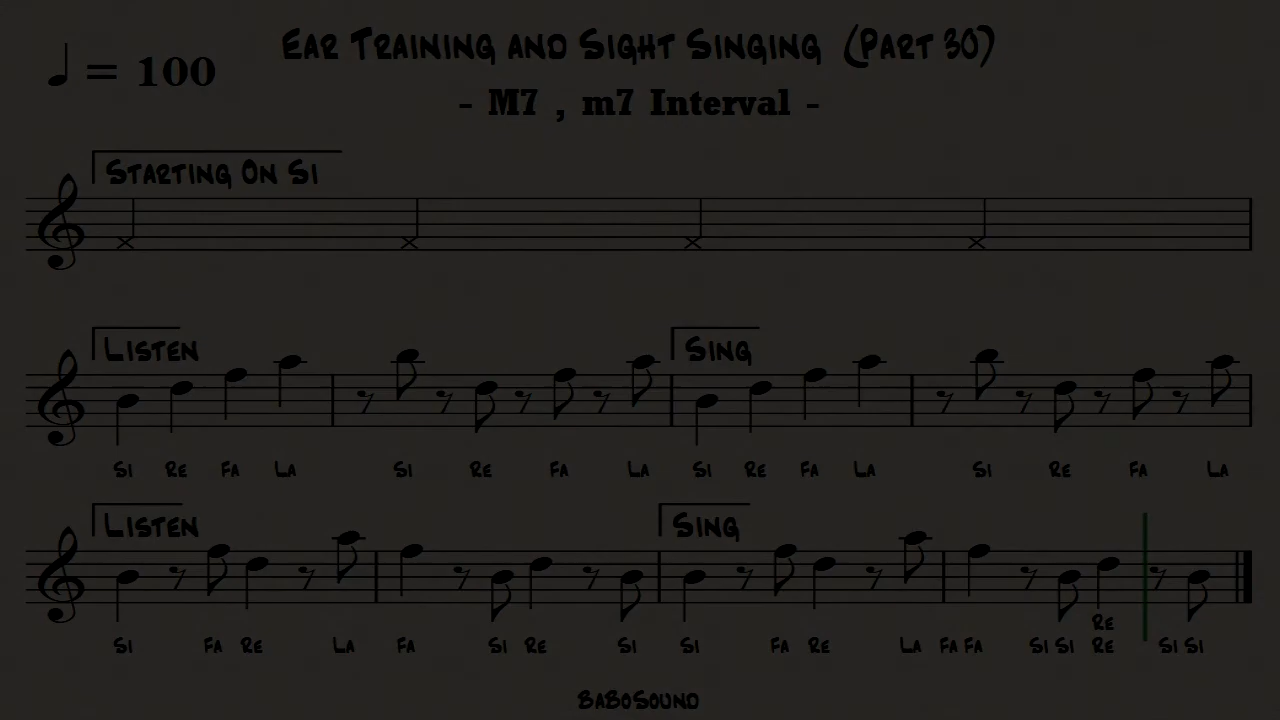 Ear Training and Sight Singing (Part 30)
♩ = 100
- M7 , m7 Interval -
Starting On Si
Listen Sing
Si Re Fa La Si Re Fa La Si Re Fa La Si Re Fa La
Listen Sing
Re
Si Fa Re La Fa Si Re Si Si Fa Re La Fa Fa Si Si Re Si Si
BaBoSound